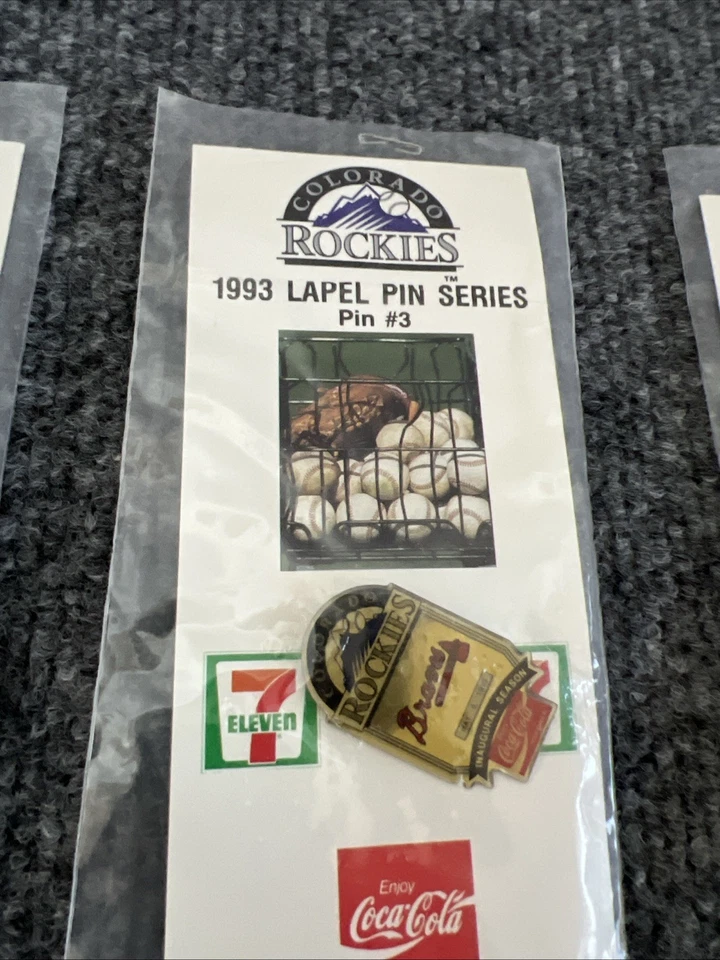 COLORADO
ROCKIES
™
1993 LAPEL PIN SERIES
Pin #3
COLORADO
ROCKIES
Braves
INAUGURAL SEASON
Coca-Cola
7
ELEVEN
Enjoy
Coca-Cola